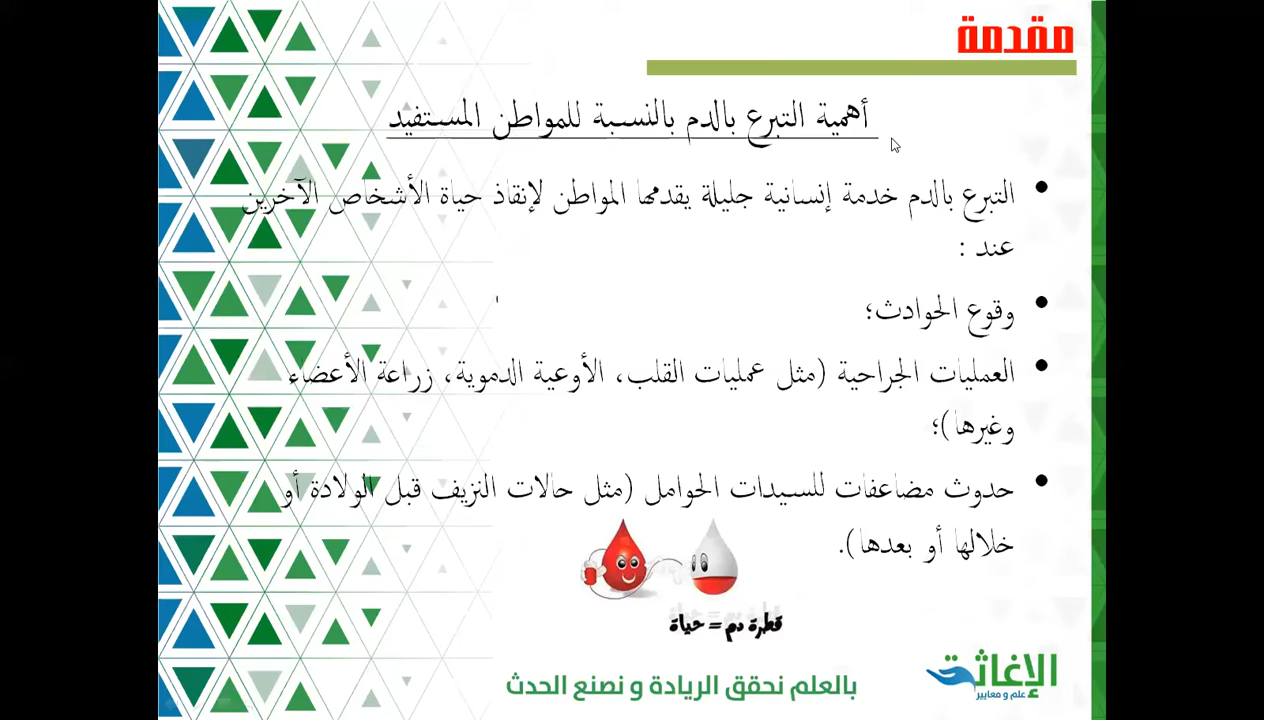 مقدمة
أهمية التبرع بالدم بالنسبة للمواطن المستفيد
• التبرع بالدم خدمة إنسانية جليلة يقدمها المواطن لإنقاذ حياة الأشخاص الآخرين
عند :
• وقوع الحوادث؛
• العمليات الجراحية (مثل عمليات القلب، الأوعية الدموية، زراعة الأعضاء
وغيرها)؛
• حدوث مضاعفات للسيدات الحوامل (مثل حالات النزيف قبل الولادة أو
خلالها أو بعدها).
قطرة دم = حياة
بالعلم نحقق الريادة و نصنع الحدث
الإغاثة
علم و معايير